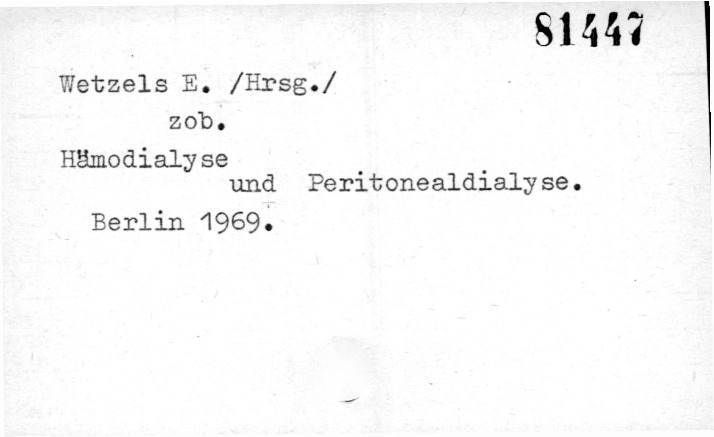 81447
Wetzels E. /Hrsg./
zob.
Hämodialyse
und Peritonealdialyse.
Berlin 1969.